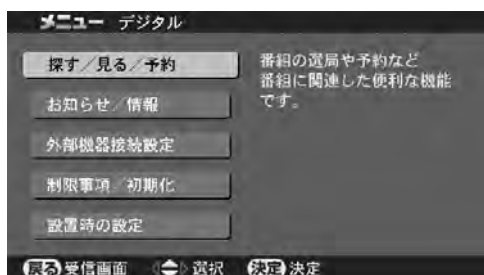 メニュー デジタル
探す／見る／予約
お知らせ／情報
外部機器接続設定
制限事項／初期化
設置時の設定
番組の選局や予約など
番組に関連した便利な機能
です。
戻る 受信画面 選択 決定 決定